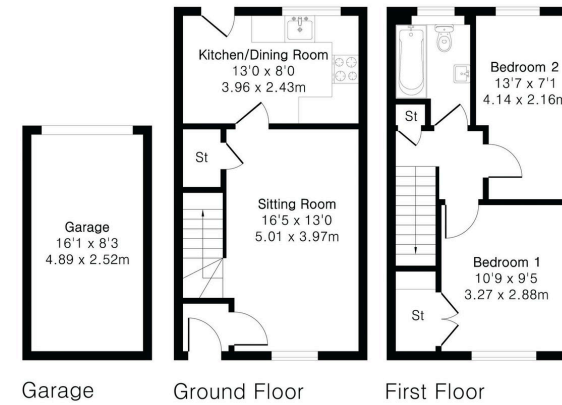 Garage
16'1 x 8'3
4.89 x 2.52m
Garage
Kitchen/Dining Room
13'0 x 8'0
3.96 x 2.43m
St
Sitting Room
16'5 x 13'0
5.01 x 3.97m
Ground Floor
Bedroom 2
13'7 x 7'1
4.14 x 2.16m
St
Bedroom 1
10'9 x 9'5
3.27 x 2.88m
St
First Floor